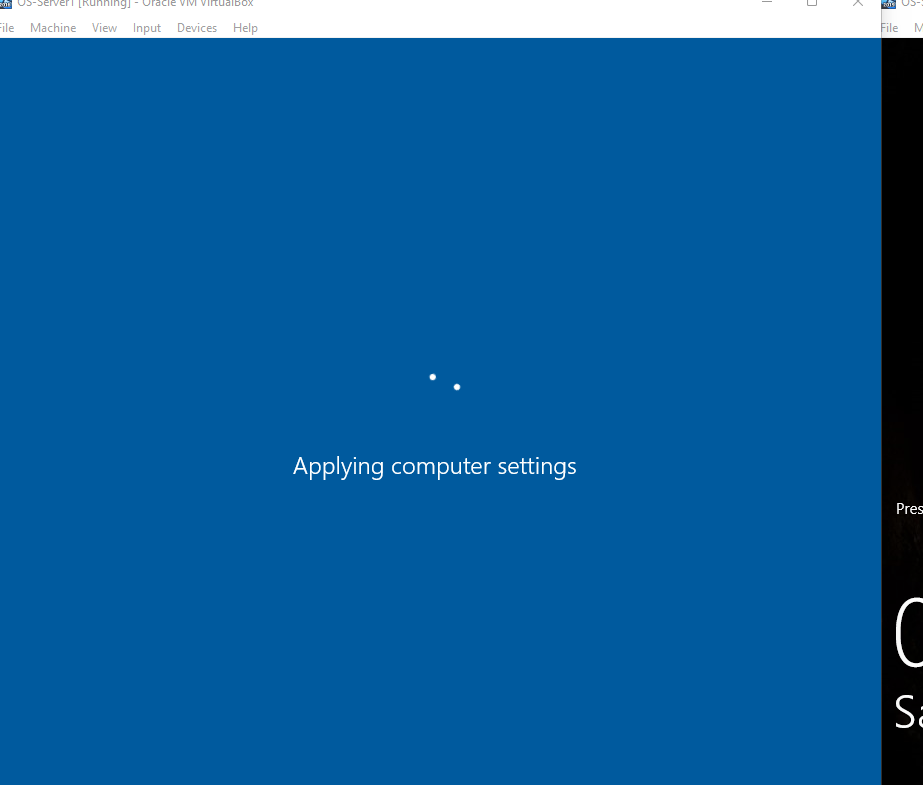 OS-Server1 [Running] - Oracle VM VirtualBox
File Machine View Input Devices Help
Applying computer settings
OS-
File M
Pres
0
Sa